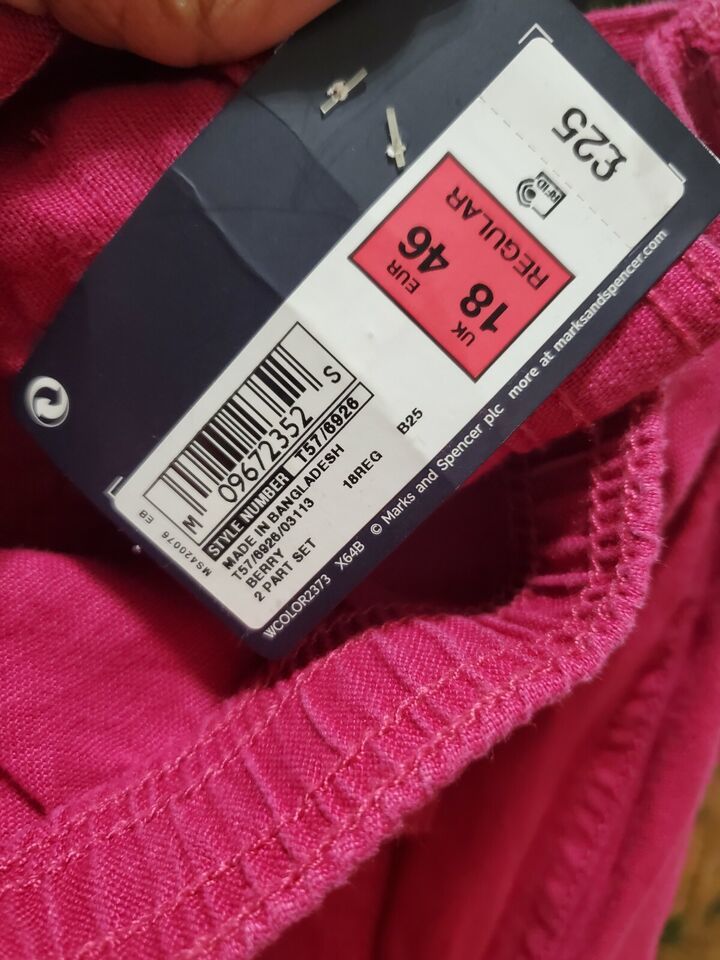 £25
RFID
UK EUR
18 46
REGULAR
M 09672352 S
STYLE NUMBER T57/6926
MADE IN BANGLADESH
T57/6926/03113 18REG B25
BERRY
2 PART SET
WCOLOR2373 X64B © Marks and Spencer plc more at marksandspencer.com
MS420076 EB